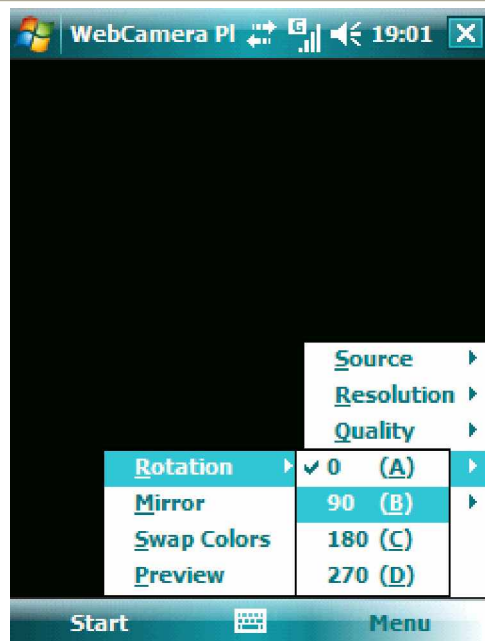 WebCamera Pl G 19:01
Source
Resolution
Quality
Rotation
Mirror
Swap Colors
Preview
0 (A)
90 (B)
180 (C)
270 (D)
Start Menu